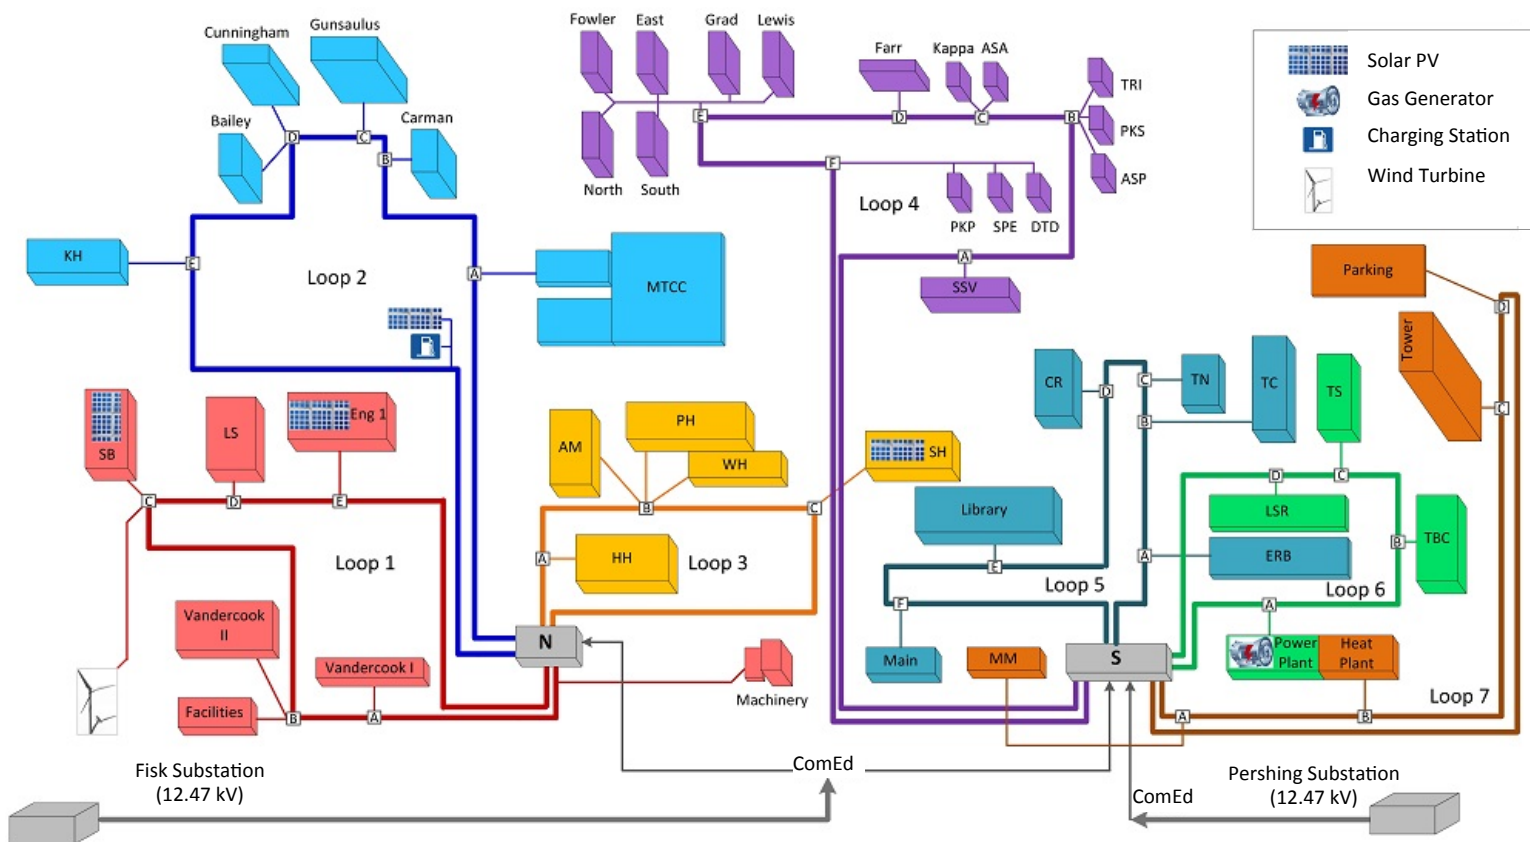 Fowler
East
Grad
Lewis
Cunningham
Gunsaulus
Farr
Kappa
ASA
TRI
Bailey
D
C
Carman
B
E
D
C
B
PKS
North
South
F
ASP
PKP
SPE
DTD
Loop 4
Solar PV
Gas Generator
Charging Station
Wind Turbine
KH
E
Loop 2
A
MTCC
A
SSV
Parking
D
Tower
C
SB
LS
Eng 1
C
D
E
Loop 1
AM
PH
WH
SH
B
C
A
HH
Loop 3
CR
D
C
TN
B
TC
TS
Library
E
Loop 5
A
ERB
D
C
LSR
B
TBC
Loop 6
F
Main
A
Power
Plant
Heat
Plant
Vandercook
II
Vandercook I
Facilities
B
A
N
Machinery
MM
S
A
B
Loop 7
Fisk Substation
(12.47 kV)
ComEd
ComEd
Pershing Substation
(12.47 kV)